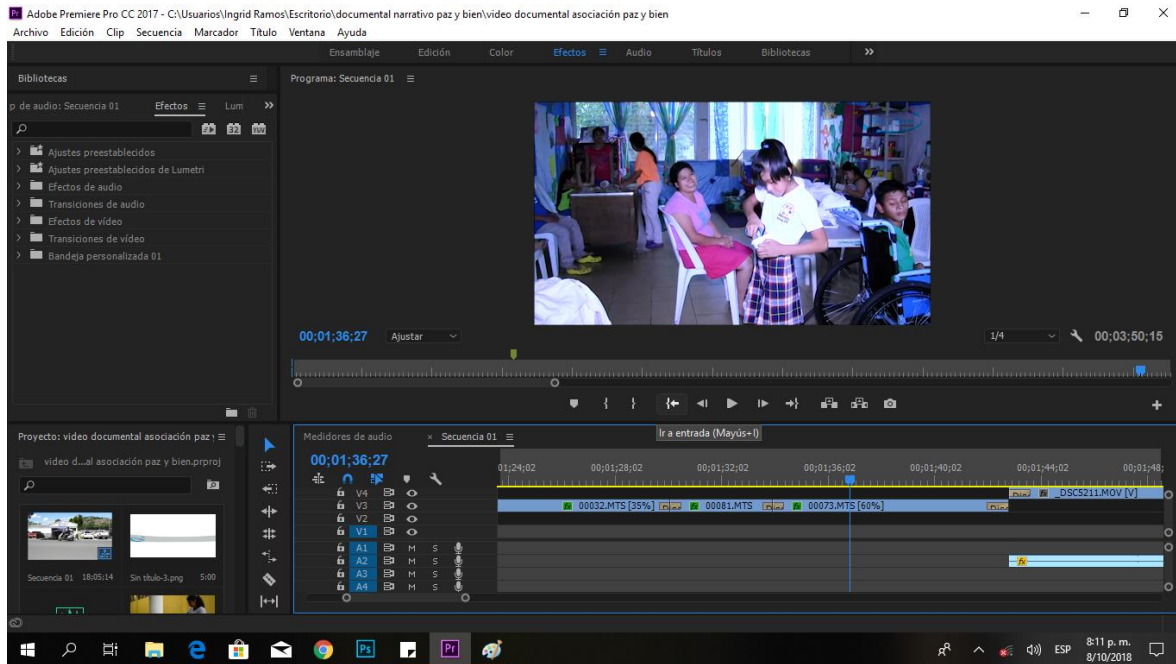 Adobe Premiere Pro CC 2017 - C:\Usuarios\Ingrid Ramos\Escritorio\documental narrativo paz y bien\video documental asociación paz y bien
Archivo Edición Clip Secuencia Marcador Título Ventana Ayuda
Ensamblaje Edición Color Efectos Audio Títulos Bibliotecas
Bibliotecas
Programa: Secuencia 01
p de audio: Secuencia 01 Efectos Lum
32 YUV
Ajustes preestablecidos
Ajustes preestablecidos de Lumetri
Efectos de audio
Transiciones de audio
Efectos de vídeo
Transiciones de vídeo
Bandeja personalizada 01
00;01;36;27 Ajustar 1/4 00;03;50;15
Ir a entrada (Mayús+I)
Proyecto: video documental asociación paz y
video d...al asociación paz y bien.prproj
Secuencia 01 18:05;14
Sin título-3.png 5:00
Medidores de audio × Secuencia 01
00;01;36;27
01;24;02 00;01;28;02 00;01;32;02 00;01;36;02 00;01;40;02 00;01;44;02 00;01;48;
V4 _DSC5211.MOV [V]
V3 00032.MTS [35%] 00081.MTS 00073.MTS [60%]
V2
V1
A1 M S
A2 M S fx
A3 M S
A4 M S
Ps Pr ESP
8:11 p. m.
8/10/2018